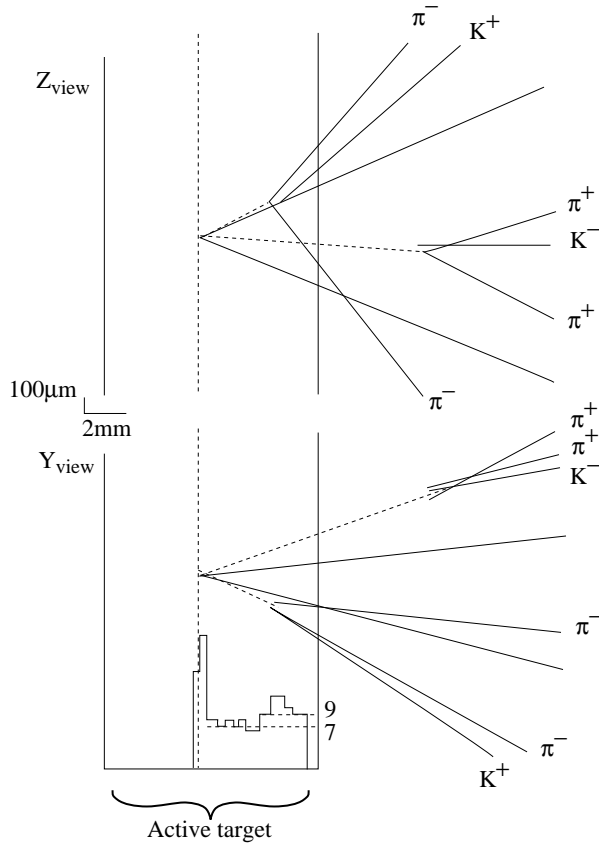 π⁻
K⁺
Z_view
π⁺
K⁻
π⁺
100μm
2mm
π⁻
π⁺
π⁺
K⁻
Y_view
π⁻
9
7
π⁻
K⁺
Active target